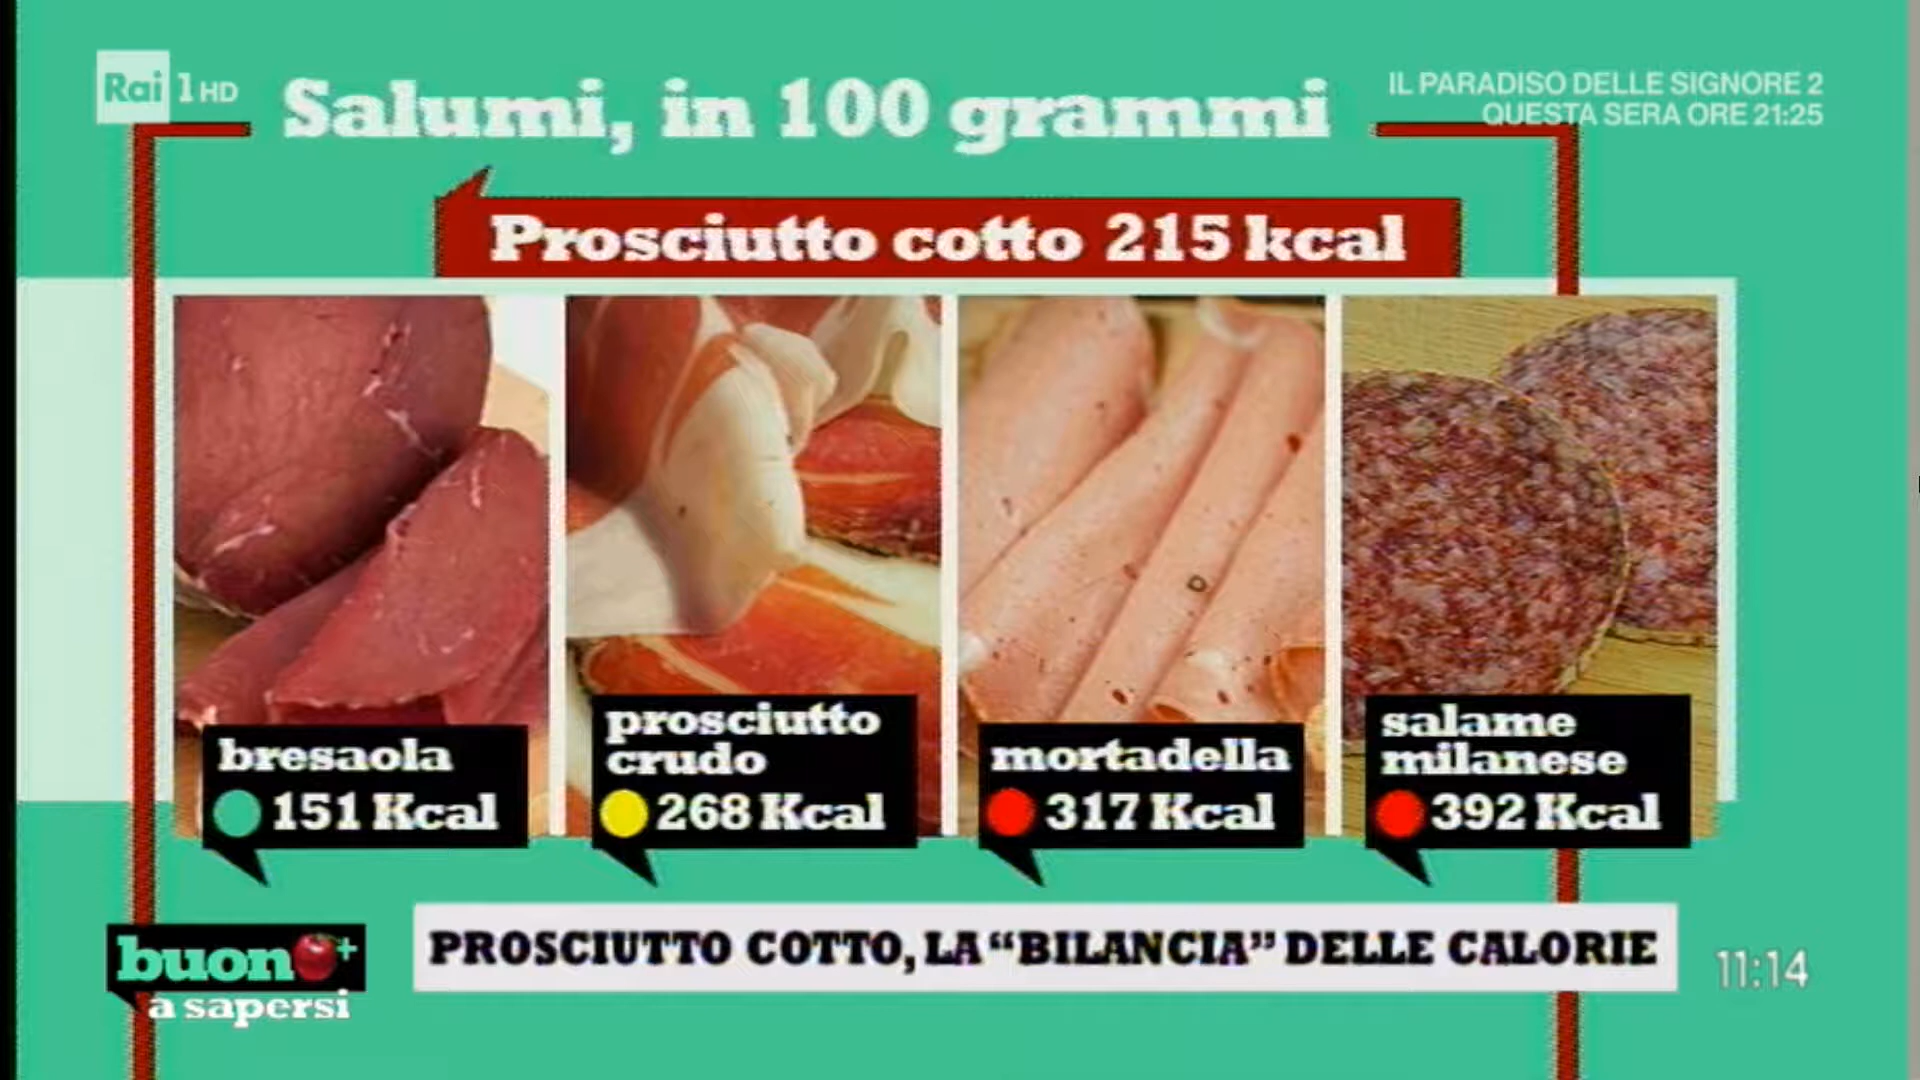 Rai 1 HD
Salumi, in 100 grammi
IL PARADISO DELLE SIGNORE 2
QUESTA SERA ORE 21:25
Prosciutto cotto 215 kcal
bresaola
151 Kcal
prosciutto
crudo
268 Kcal
mortadella
317 Kcal
salame
milanese
392 Kcal
buono+
a sapersi
PROSCIUTTO COTTO, LA “BILANCIA” DELLE CALORIE
11:14